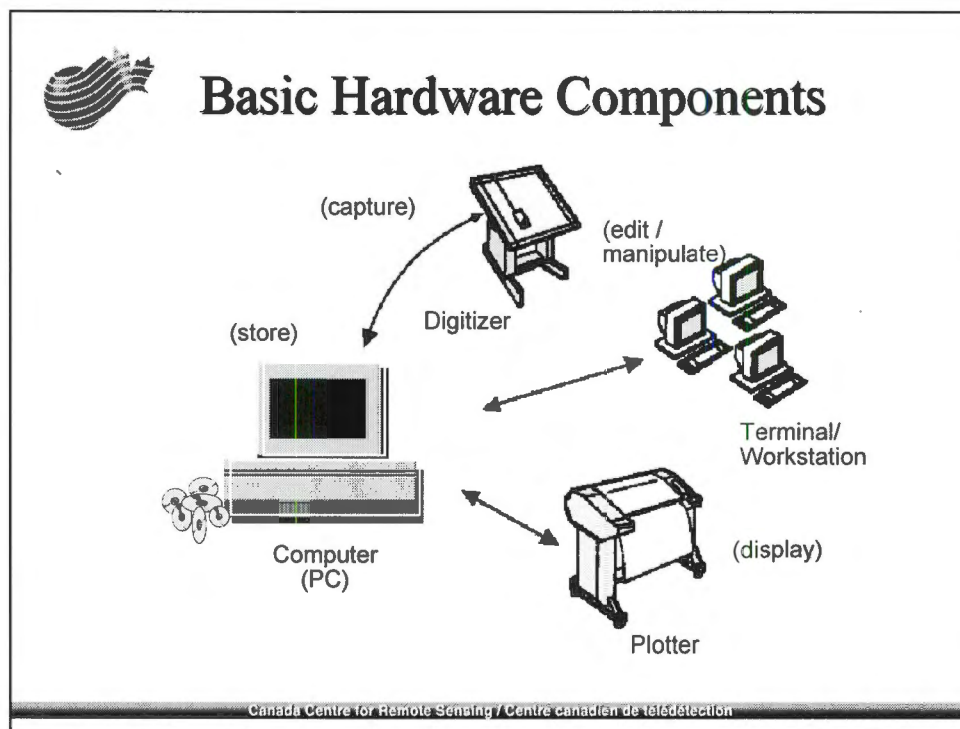 Basic Hardware Components
(capture)
(edit /
manipulate)
Digitizer
(store)
Terminal/
Workstation
Computer
(PC)
(display)
Plotter
Canada Centre for Remote Sensing / Centre canadien de télédétection